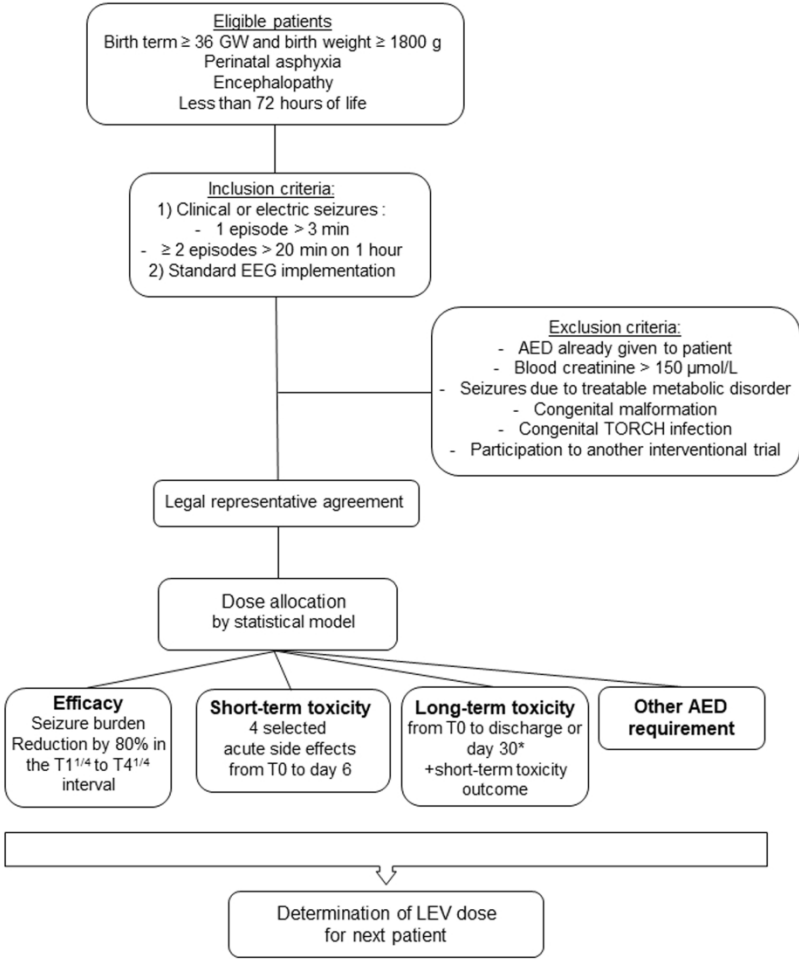 Eligible patients
Birth term ≥ 36 GW and birth weight ≥ 1800 g
Perinatal asphyxia
Encephalopathy
Less than 72 hours of life
Inclusion criteria:
1) Clinical or electric seizures :
- 1 episode > 3 min
- ≥ 2 episodes > 20 min on 1 hour
2) Standard EEG implementation
Exclusion criteria:
- AED already given to patient
- Blood creatinine > 150 µmol/L
- Seizures due to treatable metabolic disorder
- Congenital malformation
- Congenital TORCH infection
- Participation to another interventional trial
Legal representative agreement
Dose allocation
by statistical model
Efficacy
Seizure burden
Reduction by 80% in
the T1^1/4 to T4^1/4
interval
Short-term toxicity
4 selected
acute side effects
from T0 to day 6
Long-term toxicity
from T0 to discharge or
day 30*
+short-term toxicity
outcome
Other AED
requirement
Determination of LEV dose
for next patient